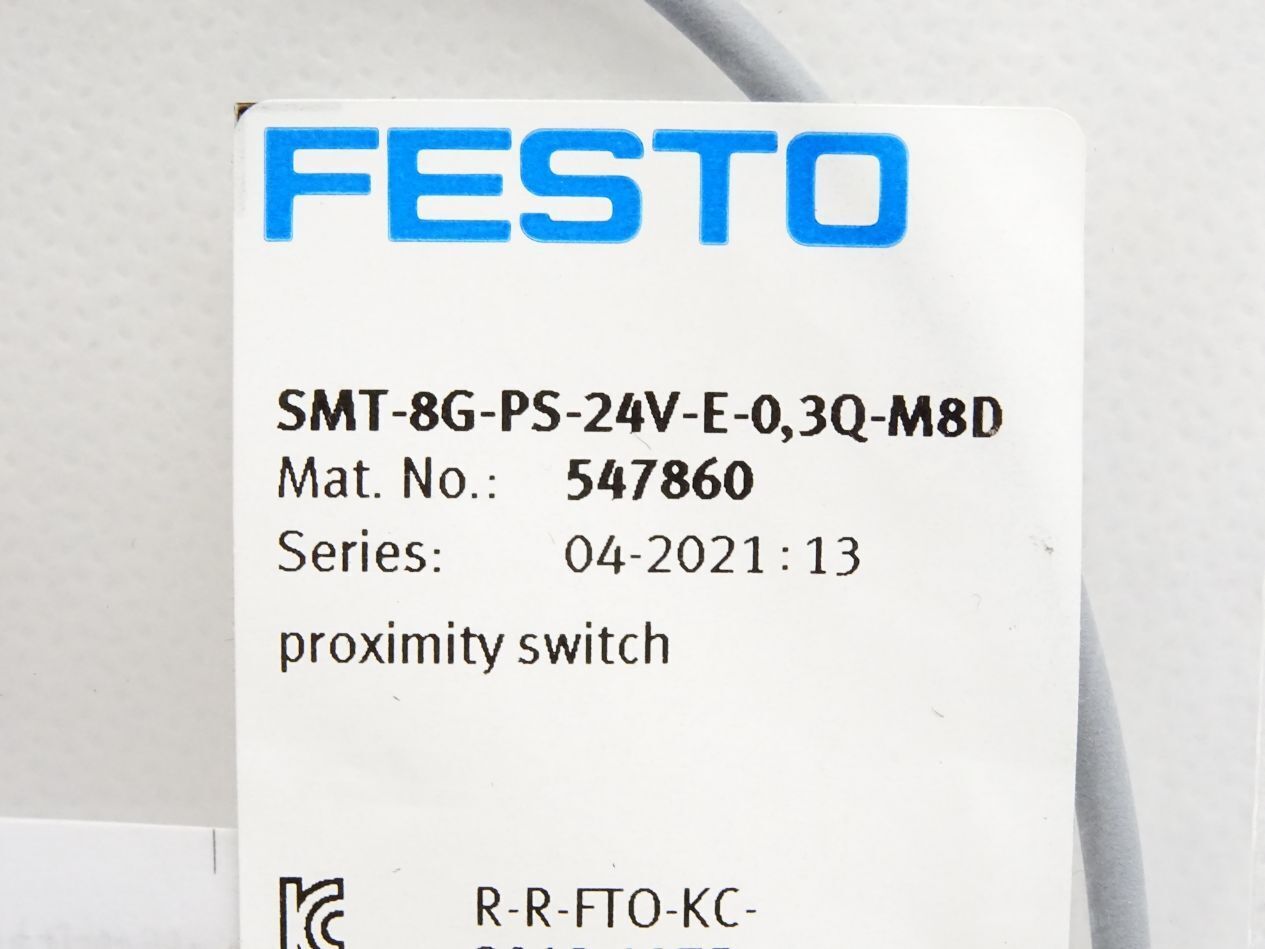 FESTO
SMT-8G-PS-24V-E-0,3Q-M8D
Mat. No.: 547860
Series: 04-2021:13
proximity switch
R-R-FTO-KC-